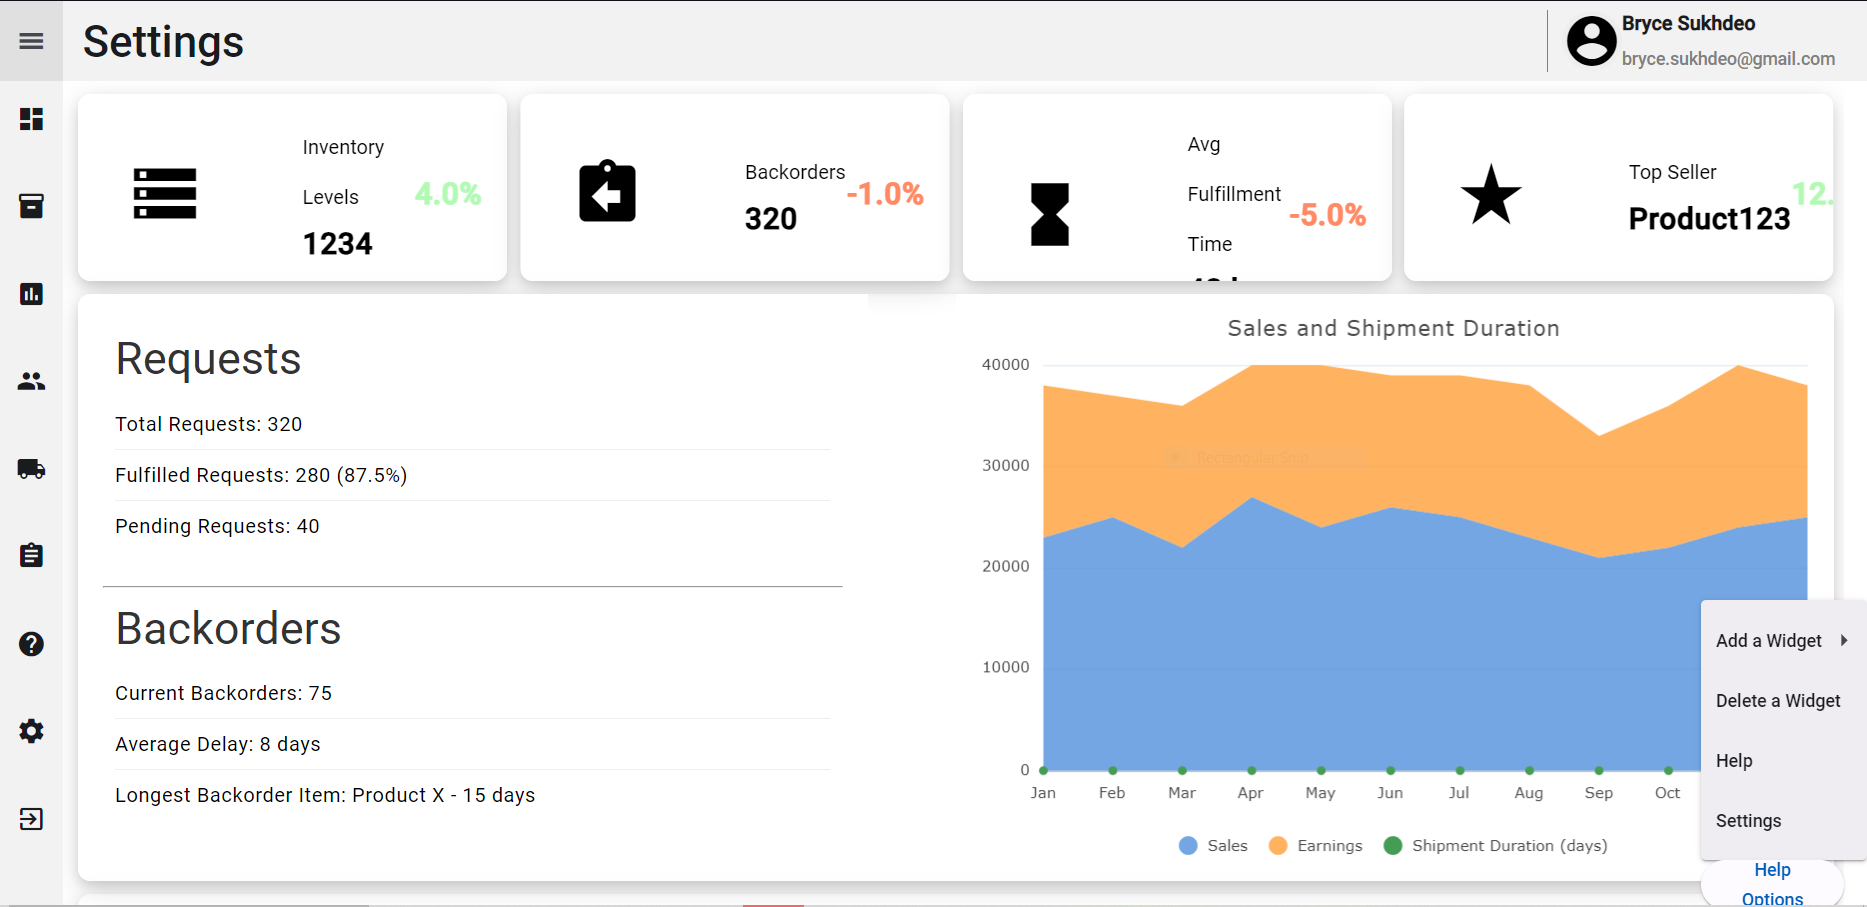 Settings
Bryce Sukhdeo
bryce.sukhdeo@gmail.com
Inventory
Levels
1234
4.0%
Backorders
320
-1.0%
Avg
Fulfillment
Time
-5.0%
Top Seller
Product123
12.
Requests
Total Requests: 320
Fulfilled Requests: 280 (87.5%)
Pending Requests: 40
Backorders
Current Backorders: 75
Average Delay: 8 days
Longest Backorder Item: Product X - 15 days
Sales and Shipment Duration
40000
30000
20000
10000
0
Rectangular Snip
Jan Feb Mar Apr May Jun Jul Aug Sep Oct
Sales Earnings Shipment Duration (days)
Add a Widget
Delete a Widget
Help
Settings
Help
Options